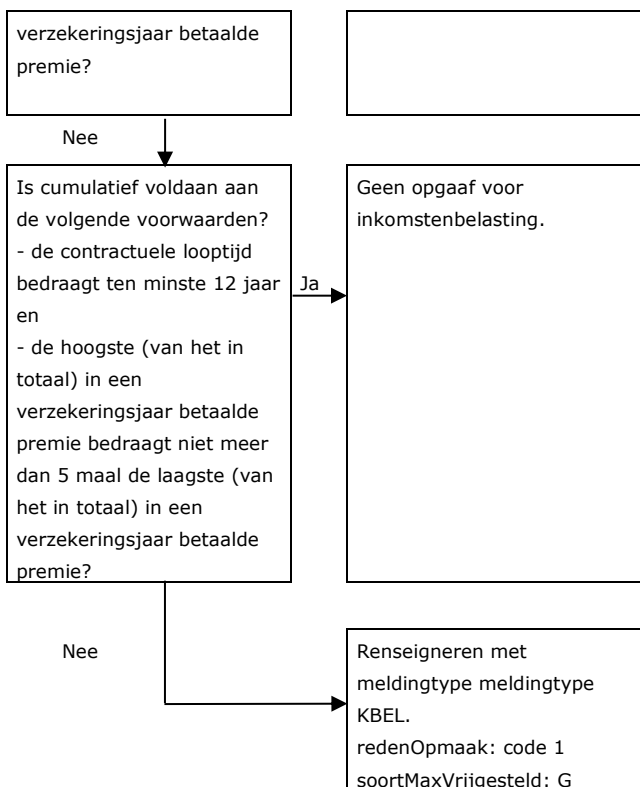 verzekeringsjaar betaalde
premie?
Nee
Is cumulatief voldaan aan
de volgende voorwaarden?
- de contractuele looptijd
bedraagt ten minste 12 jaar
en
- de hoogste (van het in
totaal) in een
verzekeringsjaar betaalde
premie bedraagt niet meer
dan 5 maal de laagste (van
het in totaal) in een
verzekeringsjaar betaalde
premie?
Ja
Geen opgaaf voor
inkomstenbelasting.
Nee
Renseigneren met
meldingtype meldingtype
KBEL.
redenOpmaak: code 1
soortMaxVrijgesteld: G